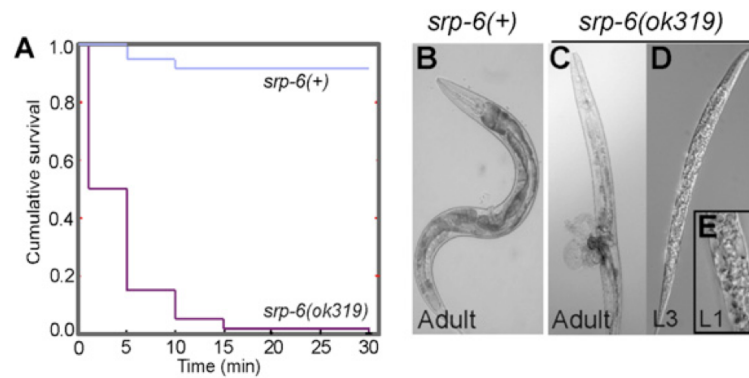 srp-6(+)
srp-6(ok319)
A
1.0
0.8
0.6
0.4
0.2
0.0
Cumulative survival
srp-6(+)
srp-6(ok319)
0 5 10 15 20 25 30
Time (min)
B
Adult
C
Adult
D
L3
E
L1